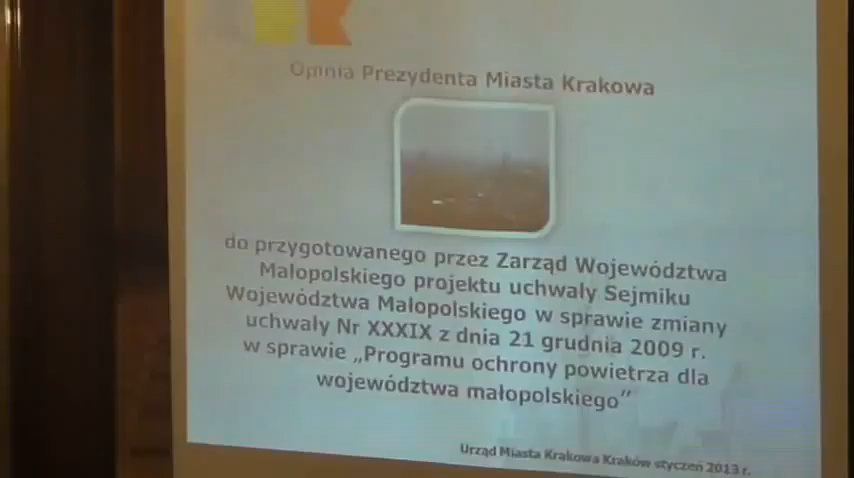 Opinia Prezydenta Miasta Krakowa
do przygotowanego przez Zarząd Województwa
Małopolskiego projektu uchwały Sejmiku
Województwa Małopolskiego w sprawie zmiany
uchwały Nr XXXIX z dnia 21 grudnia 2009 r.
w sprawie „Programu ochrony powietrza dla
województwa małopolskiego”
Urząd Miasta Krakowa Kraków styczeń 2013 r.